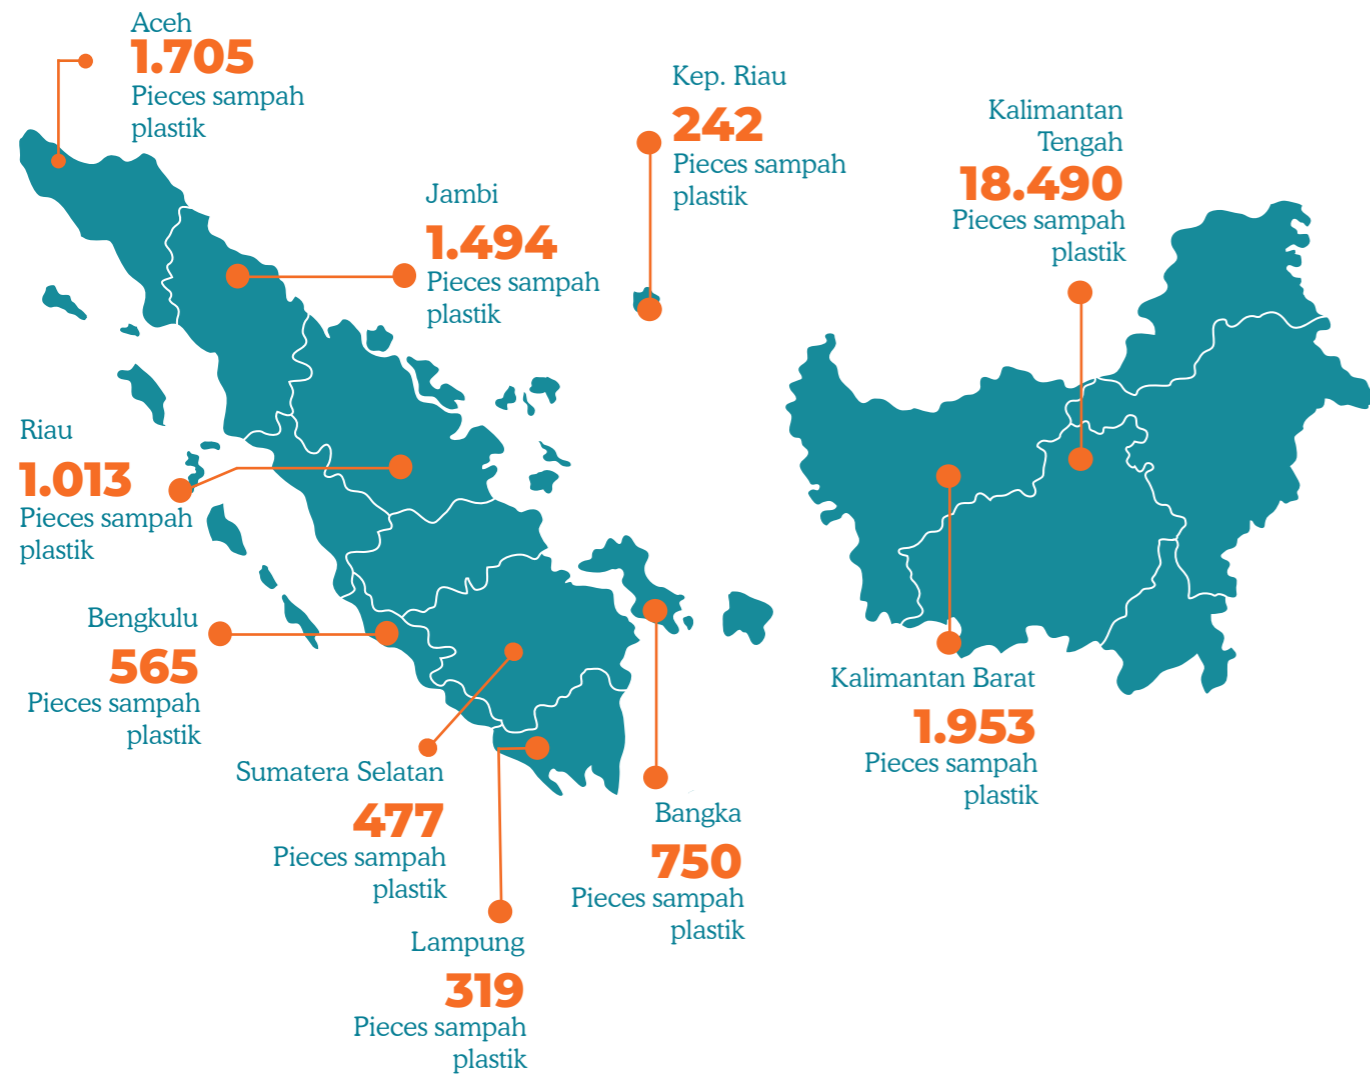 Aceh
1.705
Pieces sampah
plastik
Kep. Riau
242
Pieces sampah
plastik
Kalimantan
Tengah
18.490
Pieces sampah
plastik
Jambi
1.494
Pieces sampah
plastik
Riau
1.013
Pieces sampah
plastik
Bengkulu
565
Pieces sampah
plastik
Kalimantan Barat
1.953
Pieces sampah
plastik
Sumatera Selatan
477
Pieces sampah
plastik
Bangka
750
Pieces sampah
plastik
Lampung
319
Pieces sampah
plastik